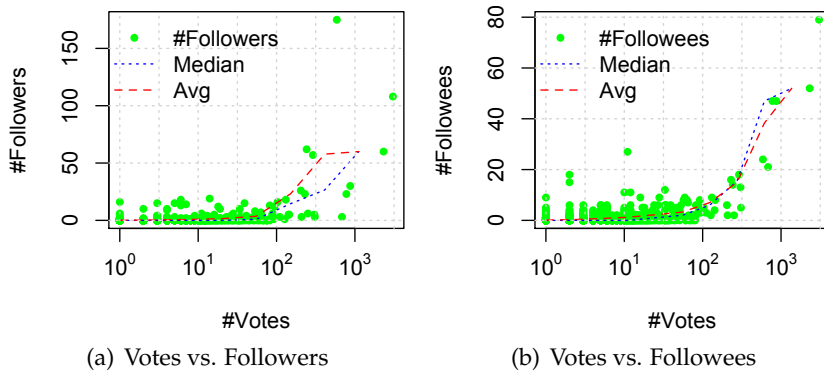 #Followers
Median
Avg
#Followers
0
50
100
150
10^0
10^1
10^2
10^3
#Votes
(a) Votes vs. Followers
#Followees
Median
Avg
#Followees
0
20
40
60
80
10^0
10^1
10^2
10^3
#Votes
(b) Votes vs. Followees